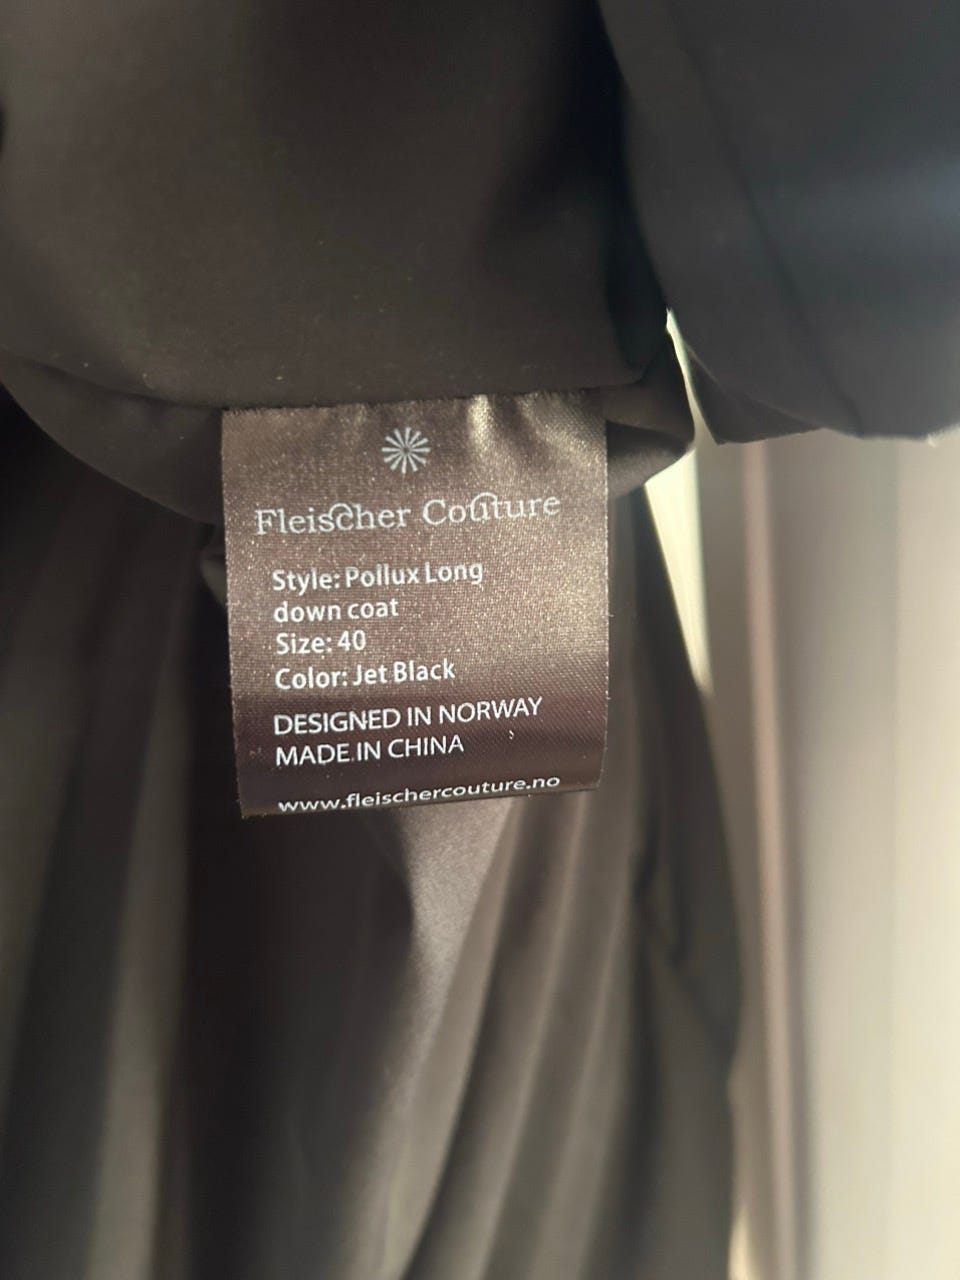 Fleischer Couture
Style: Pollux Long
down coat
Size: 40
Color: Jet Black
DESIGNED IN NORWAY
MADE IN CHINA
www.fleischercouture.no